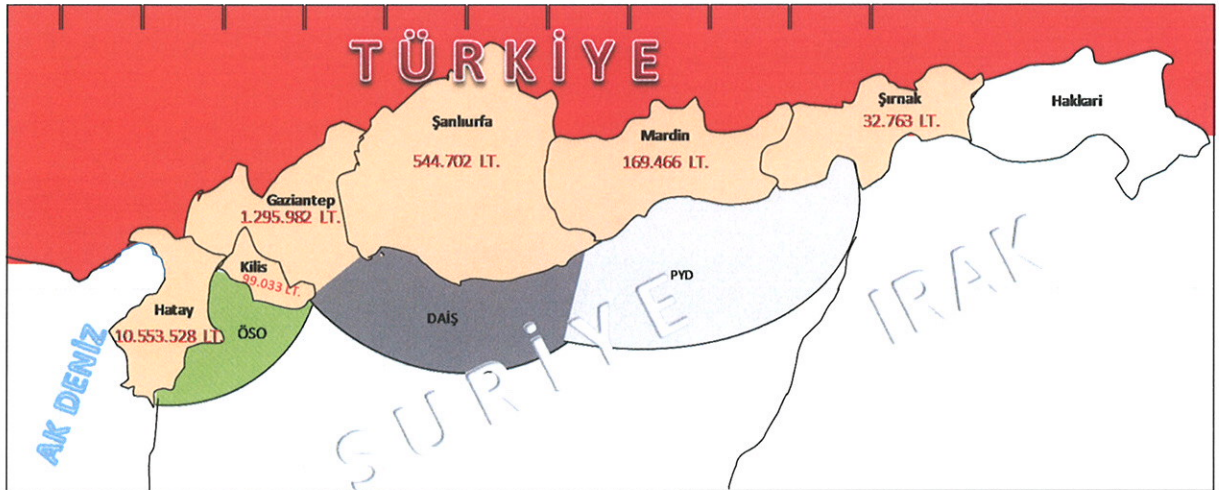 TÜRKİYE
Şırnak
32.763 LT.
Hakkari
Şanlıurfa
544.702 LT.
Mardin
169.466 LT.
Gaziantep
1.295.982 LT.
Kilis
99.033 LT.
Hatay
10.553.528 LT.
ÖSO
DAİŞ
PYD
AK DENİZ
SURİYE
IRAK